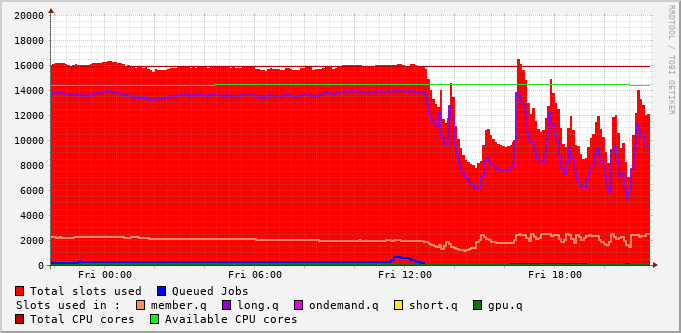 20000
18000
16000
14000
12000
10000
8000
6000
4000
2000
0
Fri 00:00 Fri 06:00 Fri 12:00 Fri 18:00
Total slots used Queued Jobs
Slots used in : member.q long.q ondemand.q short.q gpu.q
Total CPU cores Available CPU cores
RRDTOOL / TOBI OETIKER